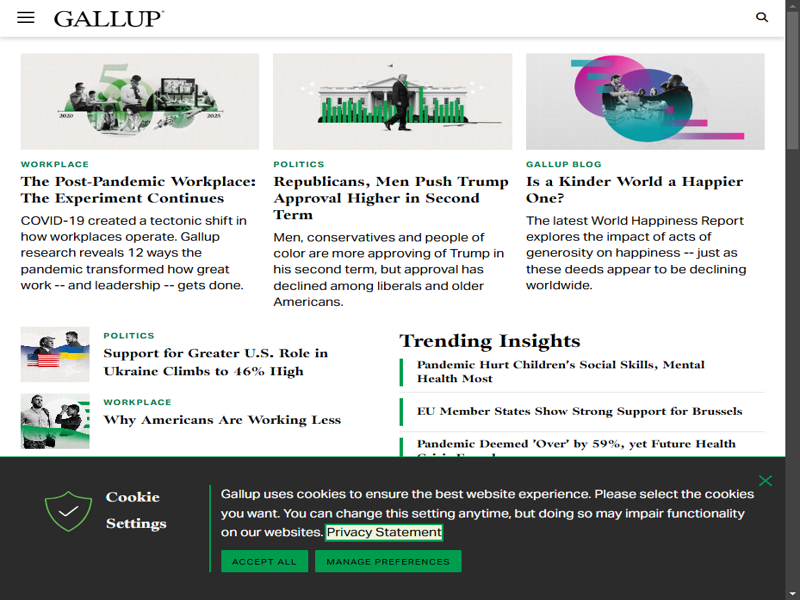 GALLUP
2020
2025
WORKPLACE
The Post-Pandemic Workplace:
The Experiment Continues
COVID-19 created a tectonic shift in
how workplaces operate. Gallup
research reveals 12 ways the
pandemic transformed how great
work -- and leadership -- gets done.
POLITICS
Republicans, Men Push Trump
Approval Higher in Second
Term
Men, conservatives and people of
color are more approving of Trump in
his second term, but approval has
declined among liberals and older
Americans.
GALLUP BLOG
Is a Kinder World a Happier
One?
The latest World Happiness Report
explores the impact of acts of
generosity on happiness -- just as
these deeds appear to be declining
worldwide.
POLITICS
Support for Greater U.S. Role in
Ukraine Climbs to 46% High
WORKPLACE
Why Americans Are Working Less
Trending Insights
Pandemic Hurt Children's Social Skills, Mental
Health Most
EU Member States Show Strong Support for Brussels
Pandemic Deemed 'Over' by 59%, yet Future Health
Cookie
Settings
Gallup uses cookies to ensure the best website experience. Please select the cookies
you want. You can change this setting anytime, but doing so may impair functionality
on our websites. Privacy Statement
ACCEPT ALL
MANAGE PREFERENCES